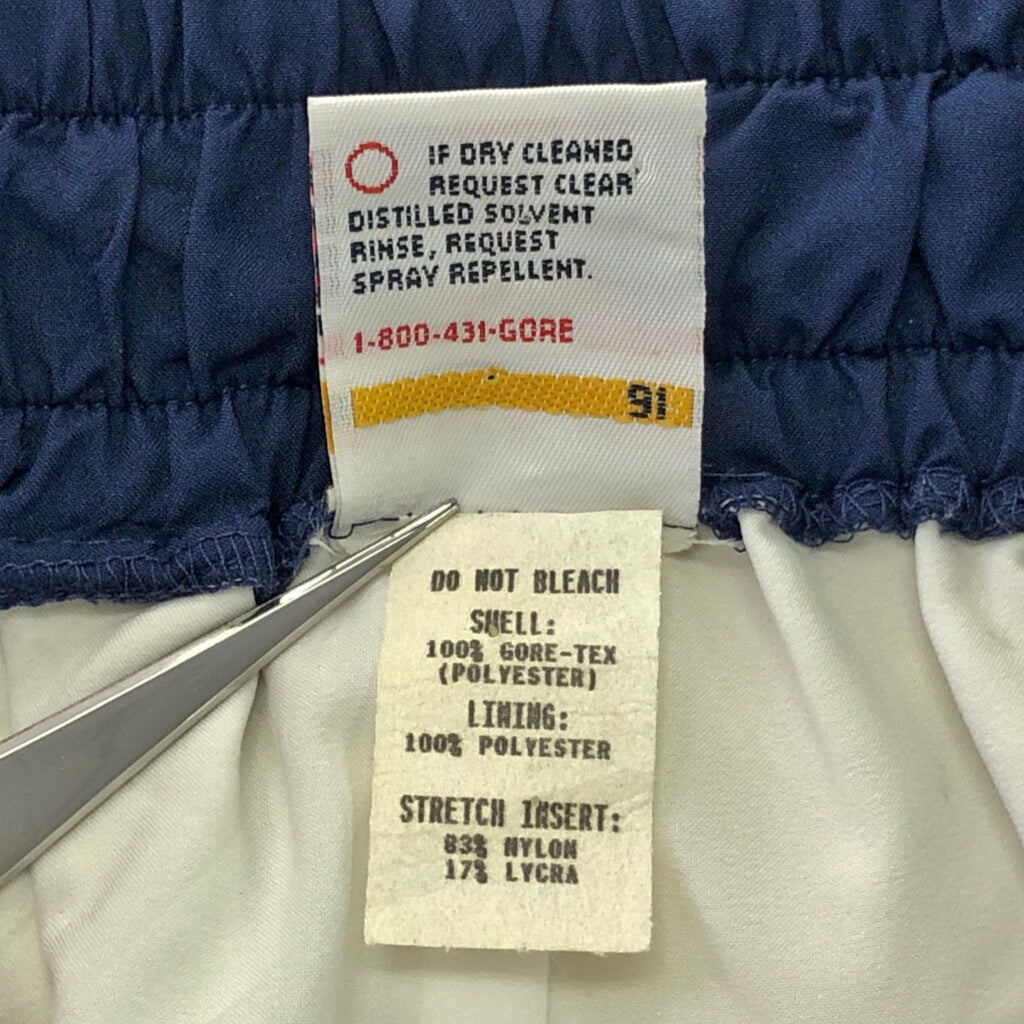 IF DRY CLEANED
REQUEST CLEAR
DISTILLED SOLVENT
RINSE, REQUEST
SPRAY REPELLENT.
1-800-431-GORE
DO NOT BLEACH
SHELL:
100% GORE-TEX
(POLYESTER)
LINING:
100% POLYESTER
STRETCH INSERT:
83% NYLON
17% LYCRA